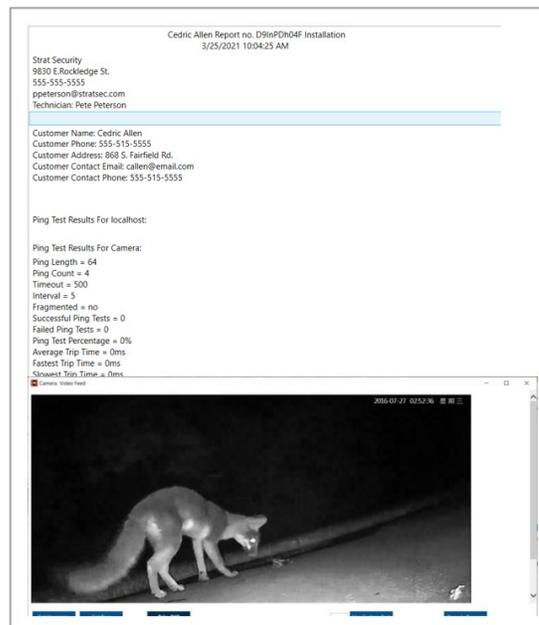 Cedric Allen Report no. D9InPDh04F Installation
3/25/2021 10:04:25 AM
Strat Security
9830 E.Rockledge St.
555-555-5555
ppeterson@stratsec.com
Technician: Pete Peterson
Customer Name: Cedric Allen
Customer Phone: 555-515-5555
Customer Address: 868 S. Fairfield Rd.
Customer Contact Email: callen@email.com
Customer Contact Phone: 555-515-5555
Ping Test Results For localhost:
Ping Test Results For Camera:
Ping Length = 64
Ping Count = 4
Timeout = 500
Interval = 5
Fragmented = no
Successful Ping Tests = 0
Failed Ping Tests = 0
Ping Test Percentage = 0%
Average Trip Time = 0ms
Fastest Trip Time = 0ms
Slowest Trip Time = 0ms
Camera Video Feed
2016-07-27 02:52:36 星期三